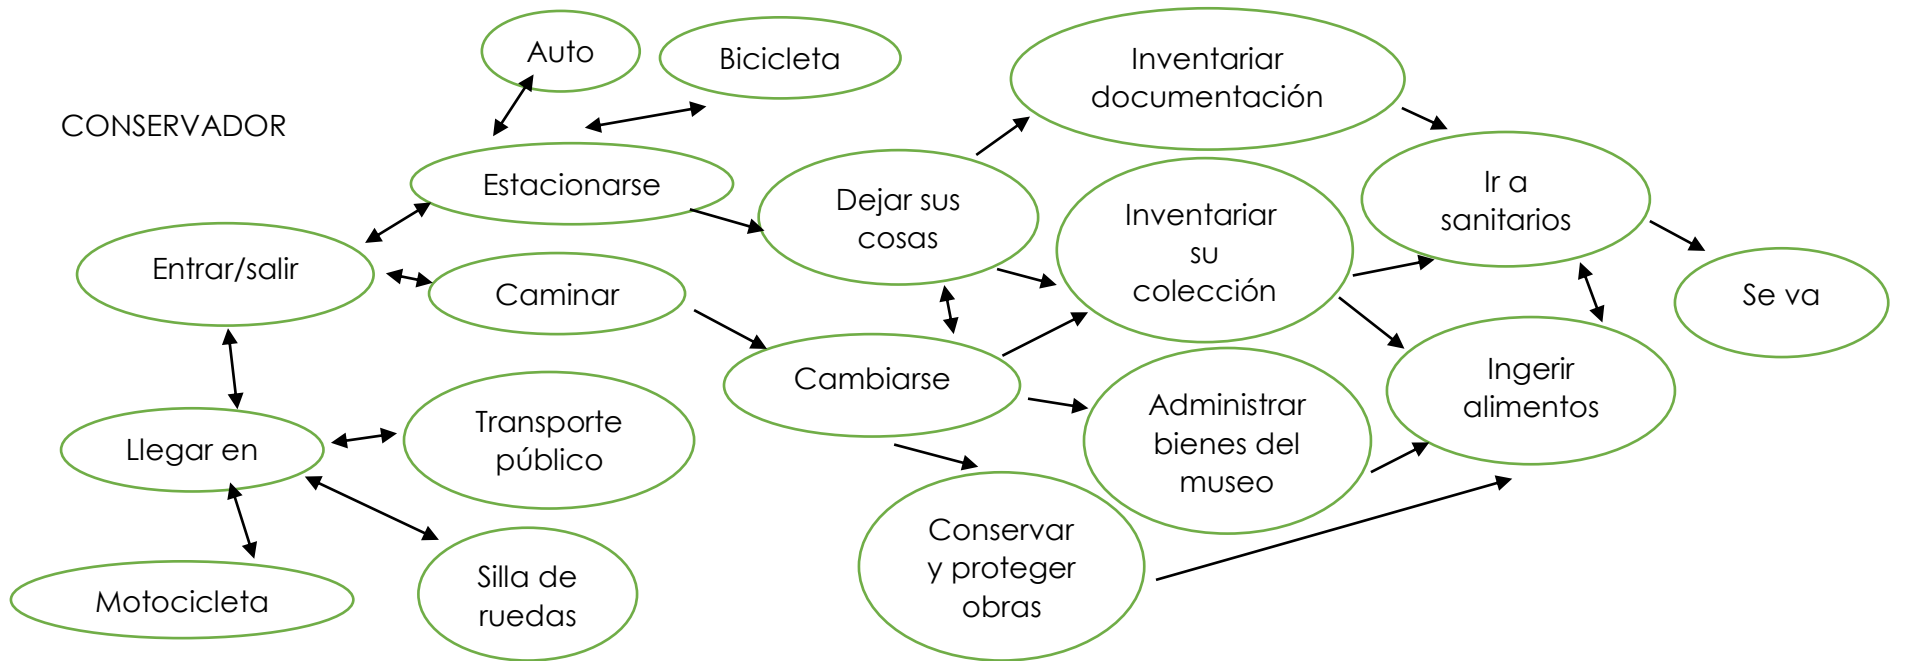 CONSERVADOR
Auto
Bicicleta
Inventariar
documentación
Estacionarse
Dejar sus
cosas
Inventariar
su
colección
Ir a
sanitarios
Entrar/salir
Caminar
Se va
Cambiarse
Ingerir
alimentos
Llegar en
Transporte
público
Administrar
bienes del
museo
Motocicleta
Silla de
ruedas
Conservar
y proteger
obras